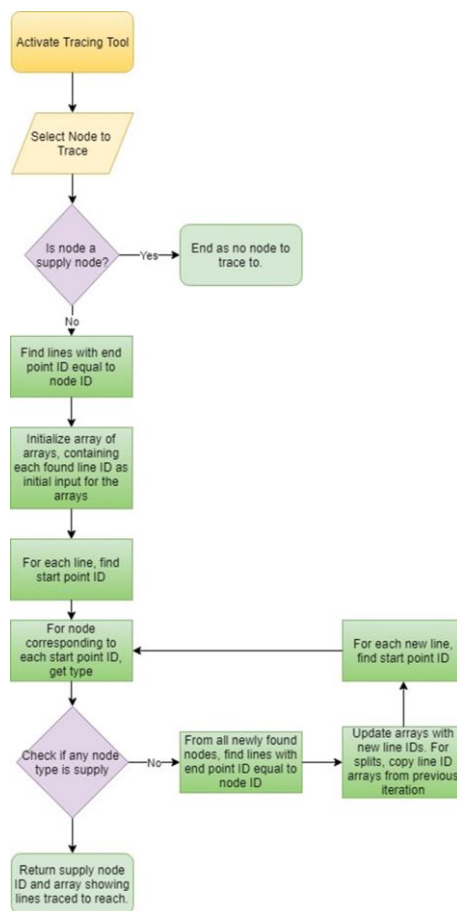 Activate Tracing Tool
Select Node to
Trace
Is node a
supply node?
Yes
End as no node to
trace to.
No
Find lines with end
point ID equal to
node ID
Initialize array of
arrays, containing
each found line ID as
initial input for the
arrays
For each line, find
start point ID
For node
corresponding to
each start point ID,
get type
For each new line,
find start point ID
Check if any node
type is supply
No
From all newly found
nodes, find lines with
end point ID equal to
node ID
Update arrays with
new line IDs. For
splits, copy line ID
arrays from previous
iteration
Return supply node
ID and array showing
lines traced to reach.